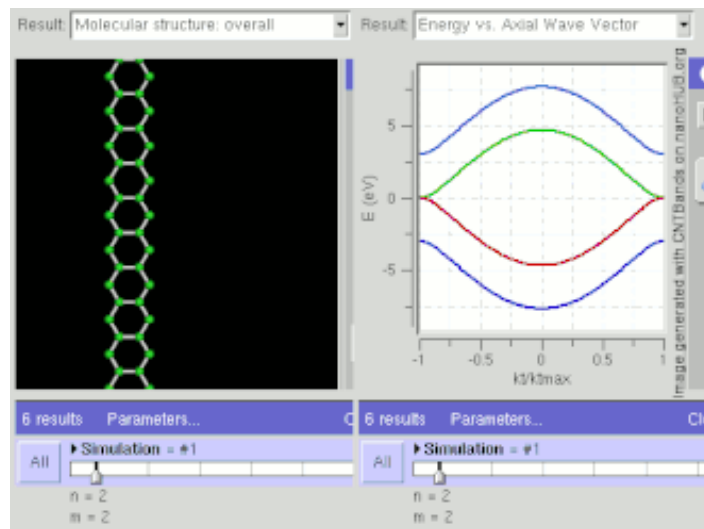 Result: Molecular structure: overall
Result: Energy vs. Axial Wave Vector
5
0
-5
E (eV)
-1 -0.5 0 0.5 1
kt/ktmax
Image generated with CNTBands on nanoHUB.org
6 results Parameters... C
6 results Parameters... Cl
All
Simulation = #1
n = 2
m = 2
All
Simulation = #1
n = 2
m = 2